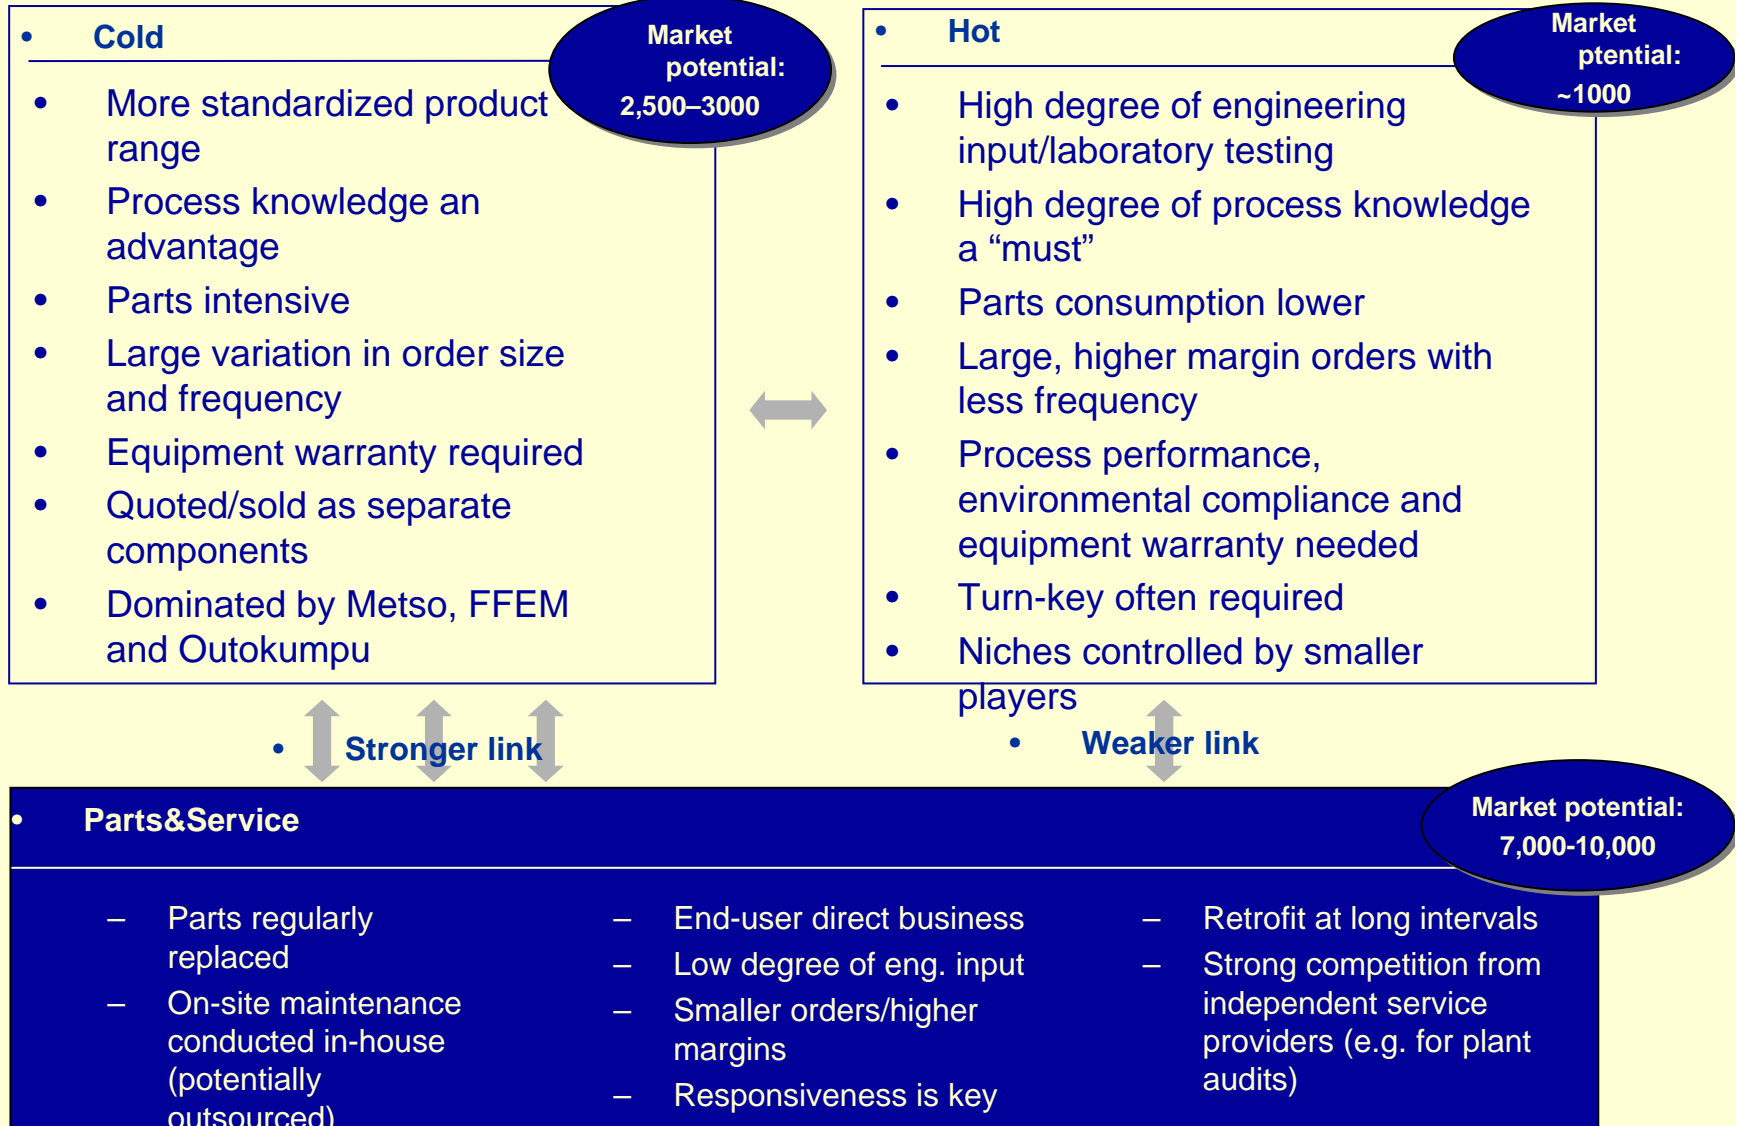 • Cold
Market
potential:
2,500–3000
• More standardized product
range
• Process knowledge an
advantage
• Parts intensive
• Large variation in order size
and frequency
• Equipment warranty required
• Quoted/sold as separate
components
• Dominated by Metso, FFEM
and Outokumpu
• Hot
Market
ptential:
~1000
• High degree of engineering
input/laboratory testing
• High degree of process knowledge
a “must”
• Parts consumption lower
• Large, higher margin orders with
less frequency
• Process performance,
environmental compliance and
equipment warranty needed
• Turn-key often required
• Niches controlled by smaller
players
• Stronger link
• Weaker link
• Parts&Service
Market potential:
7,000-10,000
– Parts regularly
replaced
– On-site maintenance
conducted in-house
(potentially
outsourced)
– End-user direct business
– Low degree of eng. input
– Smaller orders/higher
margins
– Responsiveness is key
– Retrofit at long intervals
– Strong competition from
independent service
providers (e.g. for plant
audits)